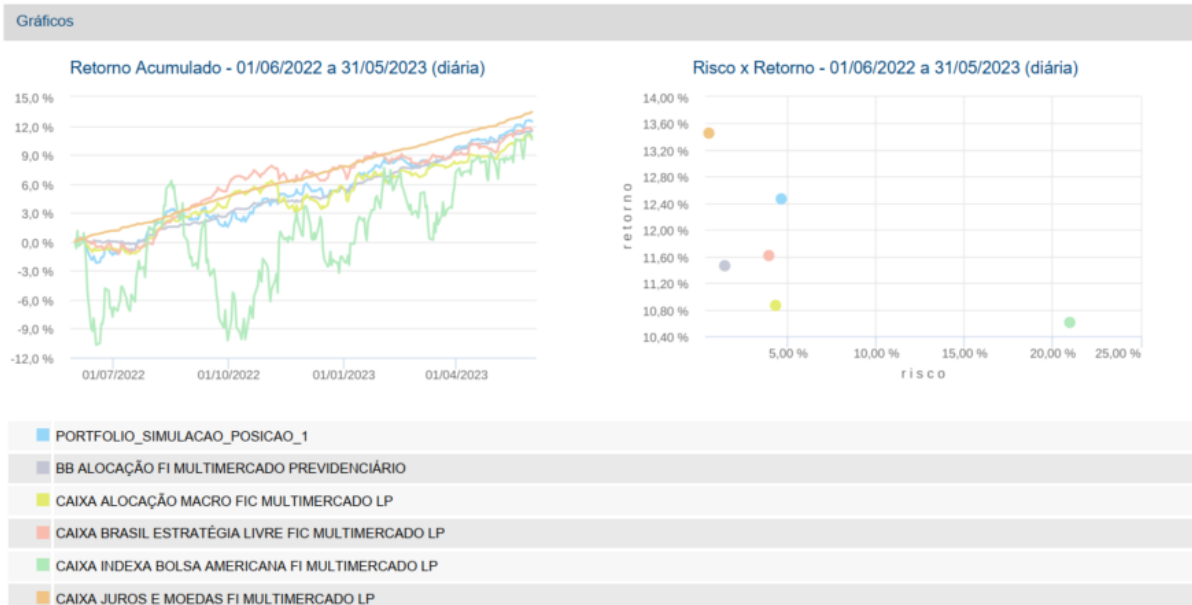 Gráficos
Retorno Acumulado - 01/06/2022 a 31/05/2023 (diária)
15,0 %
12,0 %
9,0 %
6,0 %
3,0 %
0,0 %
-3,0 %
-6,0 %
-9,0 %
-12,0 %
01/07/2022 01/10/2022 01/01/2023 01/04/2023
Risco x Retorno - 01/06/2022 a 31/05/2023 (diária)
14,00 %
13,60 %
13,20 %
12,80 %
12,40 %
12,00 %
11,60 %
11,20 %
10,80 %
10,40 %
retorno
5,00 % 10,00 % 15,00 % 20,00 % 25,00 %
risco
PORTFOLIO_SIMULACAO_POSICAO_1
BB ALOCAÇÃO FI MULTIMERCADO PREVIDENCIÁRIO
CAIXA ALOCAÇÃO MACRO FIC MULTIMERCADO LP
CAIXA BRASIL ESTRATÉGIA LIVRE FIC MULTIMERCADO LP
CAIXA INDEXA BOLSA AMERICANA FI MULTIMERCADO LP
CAIXA JUROS E MOEDAS FI MULTIMERCADO LP